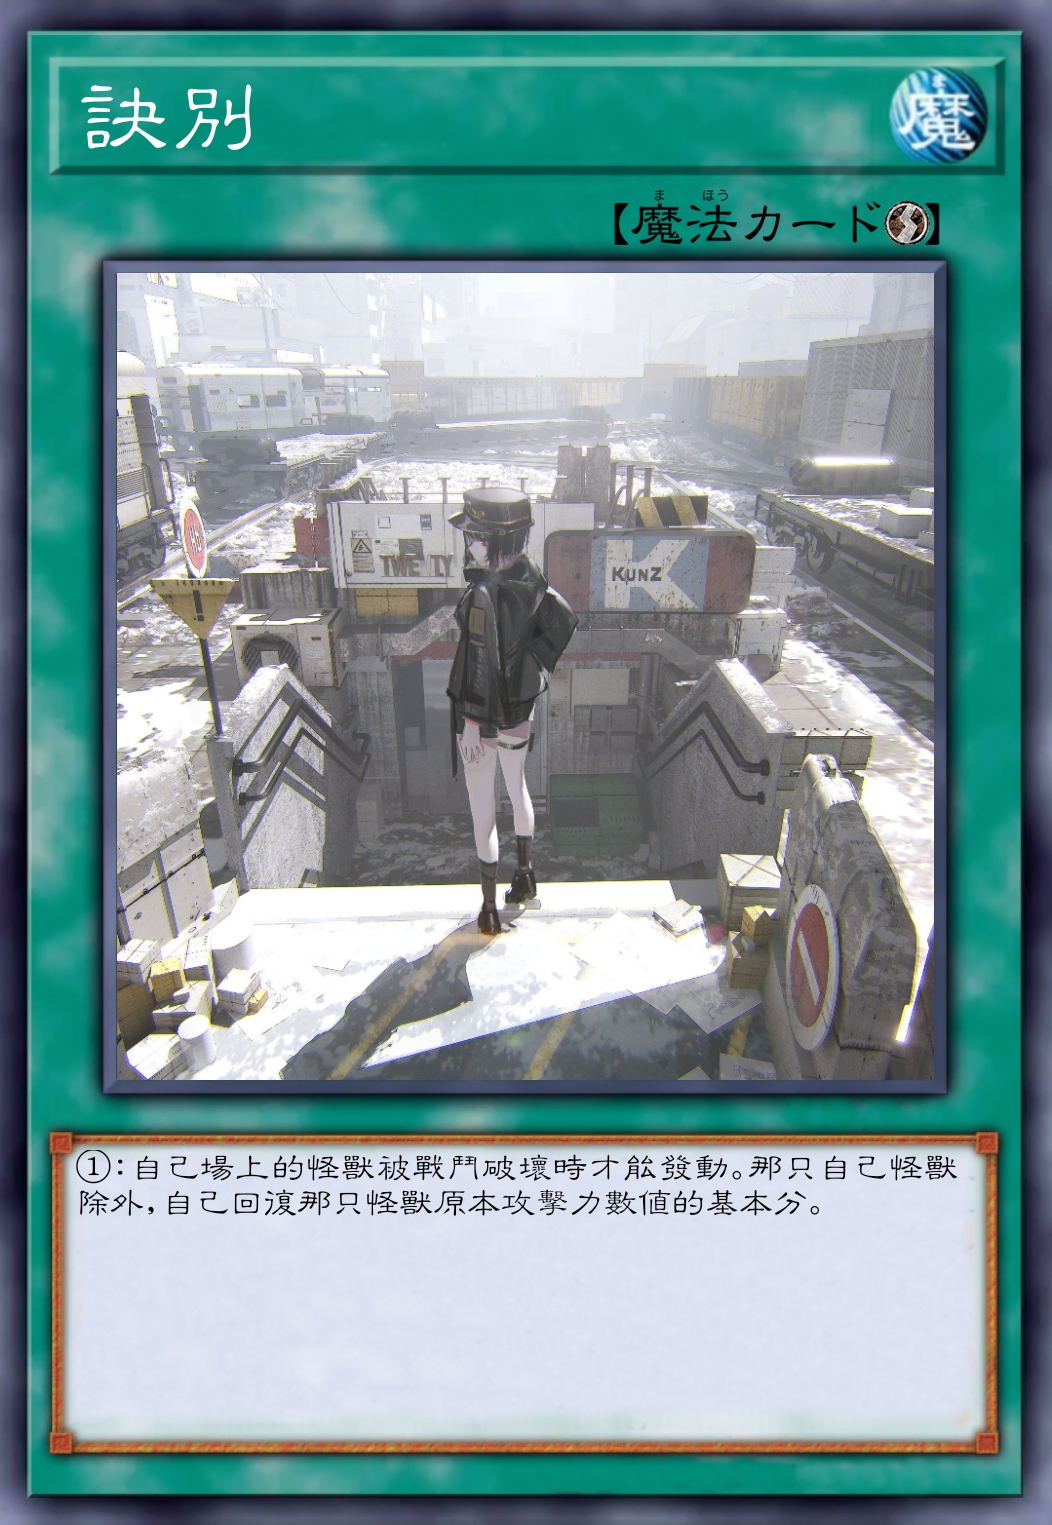 訣別
魔
まほう
【魔法カード】
TWE TY
KUNZ
①：自己場上的怪獸被戰鬥破壞時才能發動。那只自己怪獸
除外，自己回復那只怪獸原本攻擊力數值的基本分。